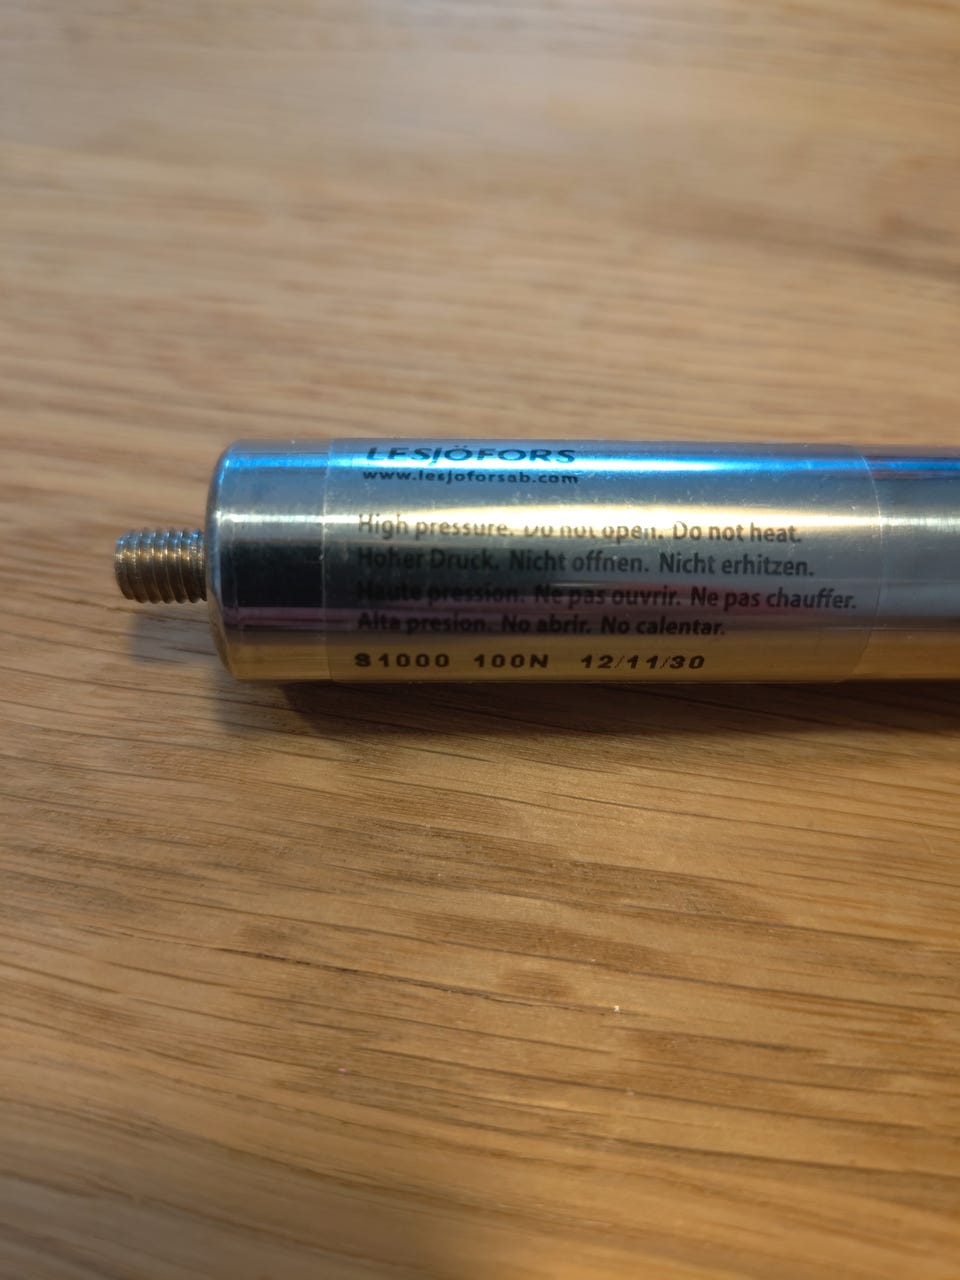 LESJÖFORS
www.lesjoforsab.com
High pressure. Do not open. Do not heat.
Hoher Druck. Nicht offnen. Nicht erhitzen.
Haute pression. Ne pas ouvrir. Ne pas chauffer.
Alta presion. No abrir. No calentar.
S1000 100N 12/11/30